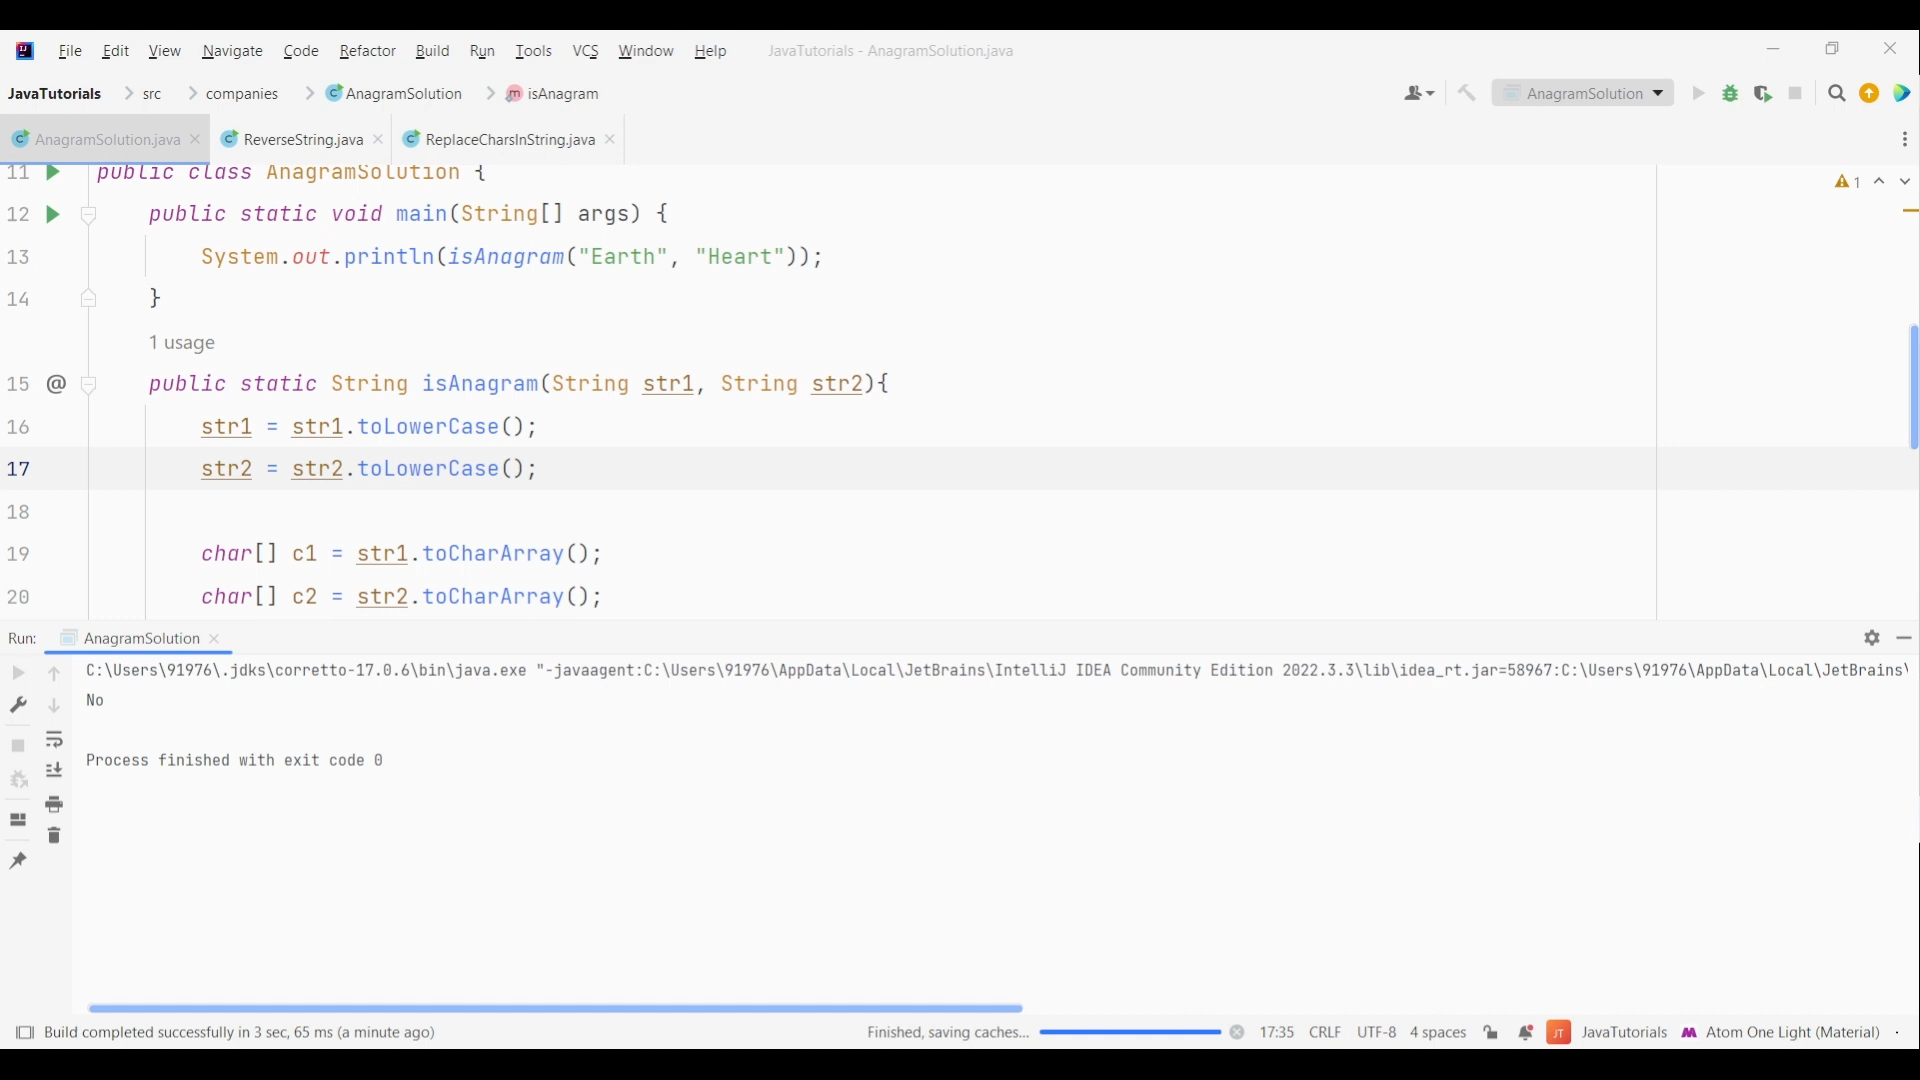 File Edit View Navigate Code Refactor Build Run Tools VCS Window Help JavaTutorials - AnagramSolution.java
JavaTutorials src companies AnagramSolution isAnagram AnagramSolution
AnagramSolution.java ReverseString.java ReplaceCharsInString.java
11 public class AnagramSolution {
1
12 public static void main(String[] args) {
13 System.out.println(isAnagram("Earth", "Heart"));
14 }
1 usage
15 @ public static String isAnagram(String str1, String str2){
16 str1 = str1.toLowerCase();
17 str2 = str2.toLowerCase();
18
19 char[] c1 = str1.toCharArray();
20 char[] c2 = str2.toCharArray();
Run: AnagramSolution
C:\Users\91976\.jdks\corretto-17.0.6\bin\java.exe "-javaagent:C:\Users\91976\AppData\Local\JetBrains\IntelliJ IDEA Community Edition 2022.3.3\lib\idea_rt.jar=58967:C:\Users\91976\AppData\Local\JetBrains\
No
Process finished with exit code 0
Build completed successfully in 3 sec, 65 ms (a minute ago) Finished, saving caches... 17:35 CRLF UTF-8 4 spaces JT JavaTutorials Atom One Light (Material)